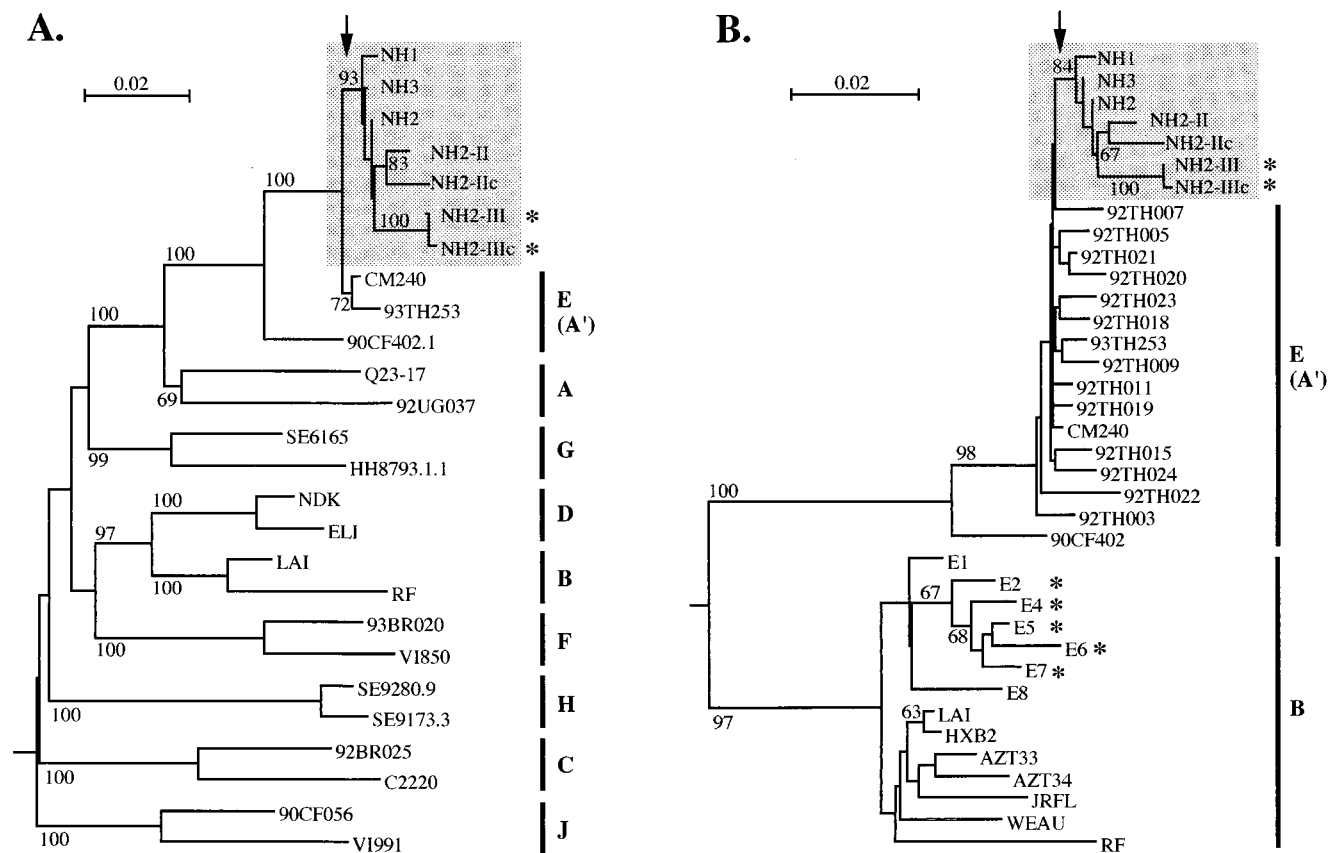 A.
0.02
93
NH1
NH3
NH2
NH2-II
83
NH2-IIc
NH2-III *
100
NH2-IIIc *
100
100
100
CM240
72
93TH253
90CF402.1
E
(A')
Q23-17
69
92UG037
A
SE6165
99
HH8793.1.1
G
NDK
100
ELI
D
97
LAI
100
RF
B
93BR020
100
VI850
F
SE9280.9
100
SE9173.3
H
92BR025
100
C2220
C
90CF056
100
VI991
J
B.
0.02
84
NH1
NH3
NH2
NH2-II
67
NH2-IIc
NH2-III *
100
NH2-IIIc *
92TH007
92TH005
92TH021
92TH020
92TH023
92TH018
93TH253
92TH009
92TH011
92TH019
CM240
92TH015
98
92TH024
92TH022
100
92TH003
90CF402
E
(A')
E1
67
E2 *
E4 *
E5 *
68
E6 *
E7 *
E8
97
63
LAI
HXB2
AZT33
AZT34
JRFL
WEAU
RF
B